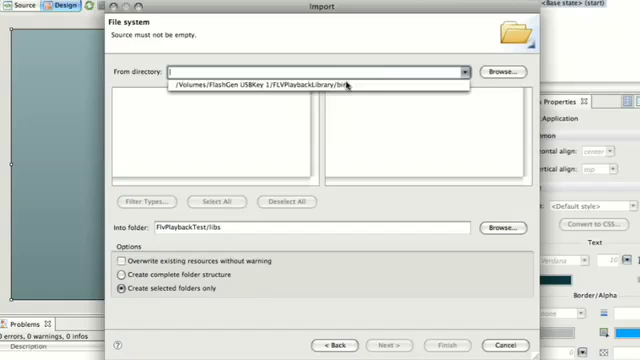 Source Design
Import
<Base state> (start)
File system
Source must not be empty.
From directory:
Browse...
/Volumes/FlashGen USBKey 1/FLVPlaybackLibrary/bin
Properties
Application
mon
ontal align: center
tical align:
Filter Types...
Select All
Deselect All
<Default style>
Convert to CSS...
Into folder:
FlvPlaybackTest/libs
Browse...
Text
Verdana
10
Options
Overwrite existing resources without warning
Create complete folder structure
Create selected folders only
Border/Alpha
Problems
0 errors, 0 warnings, 0 infos
?
< Back
Next >
Finish
Cancel